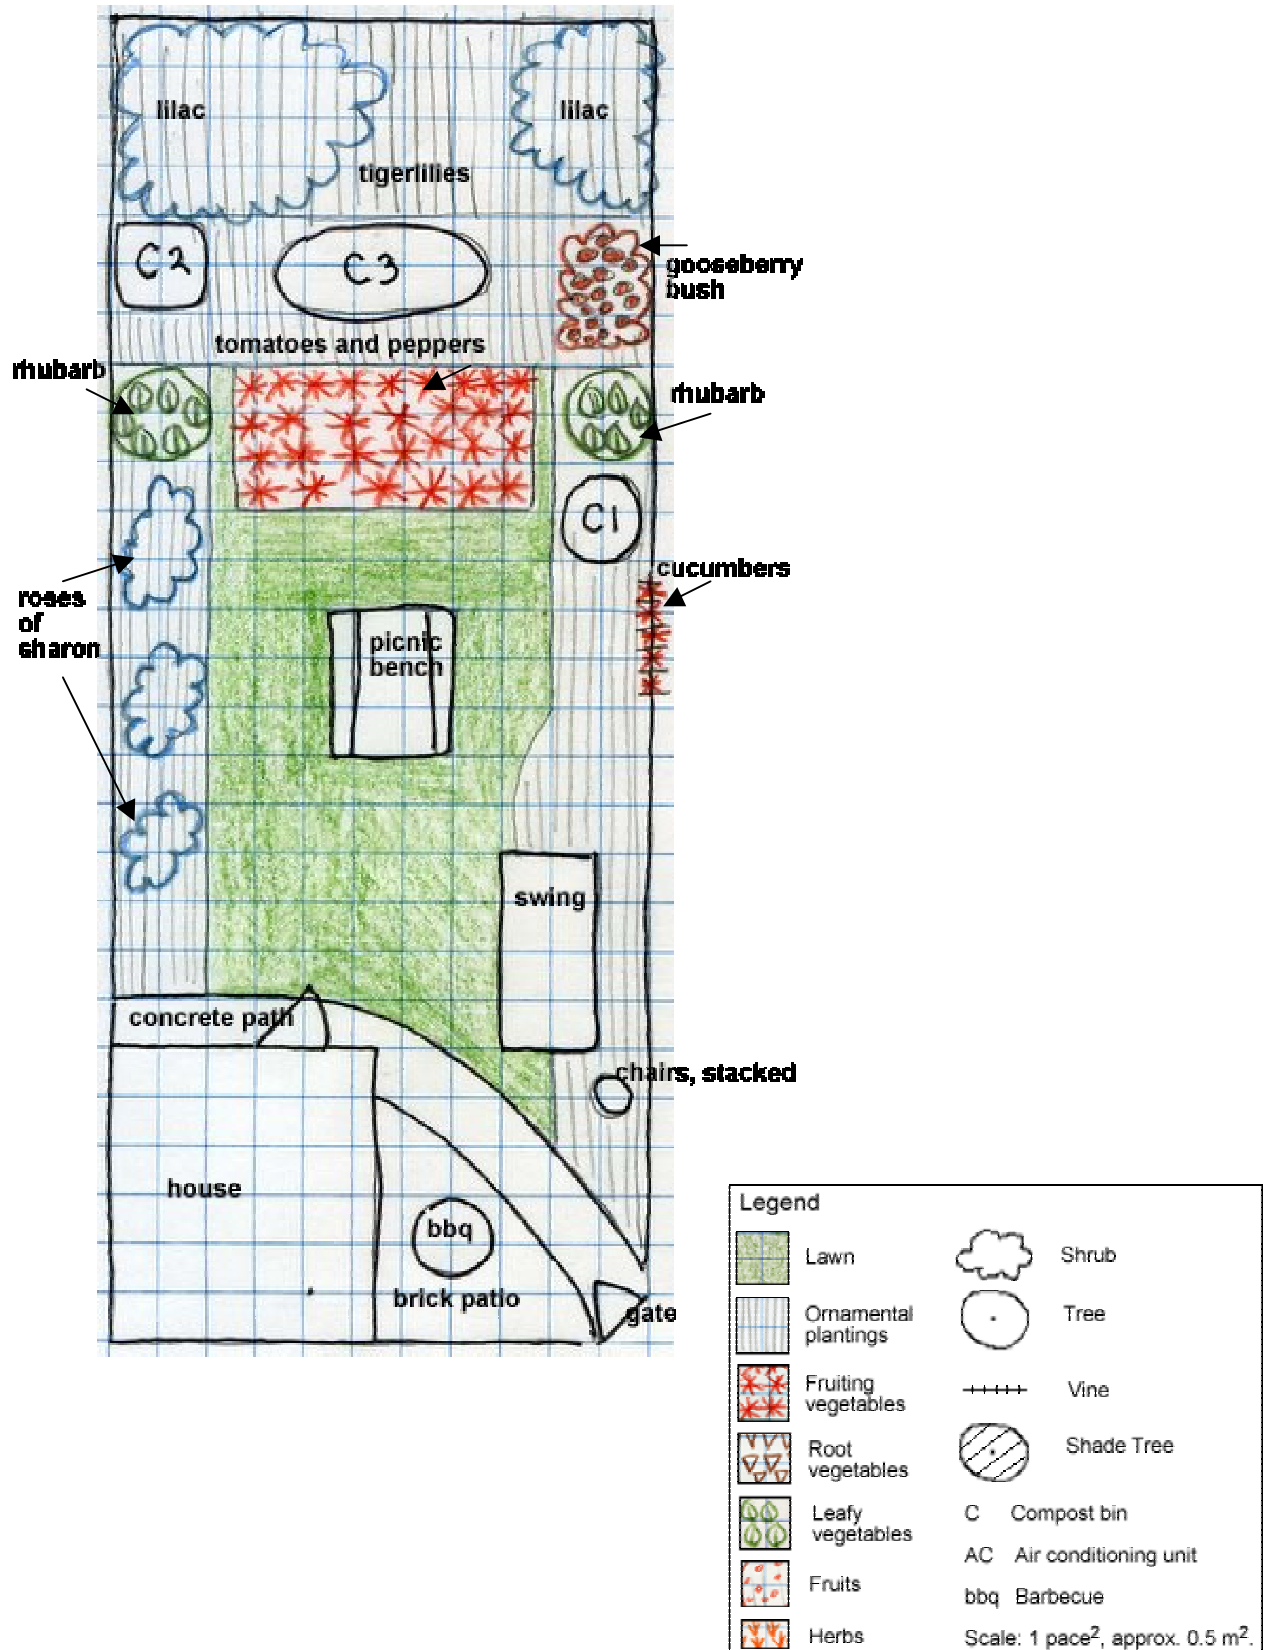 lilac
lilac
tigerlilies
C2
C3
gooseberry
bush
tomatoes and peppers
rhubarb
rhubarb
C1
cucumbers
roses
of
sharon
picnic
bench
swing
concrete path
chairs, stacked
house
bbq
brick patio
gate
Legend
Lawn
Shrub
Ornamental
plantings
Tree
Fruiting
vegetables
Vine
Root
vegetables
Shade Tree
Leafy
vegetables
C Compost bin
AC Air conditioning unit
Fruits
bbq Barbecue
Herbs
Scale: 1 pace², approx. 0.5 m².